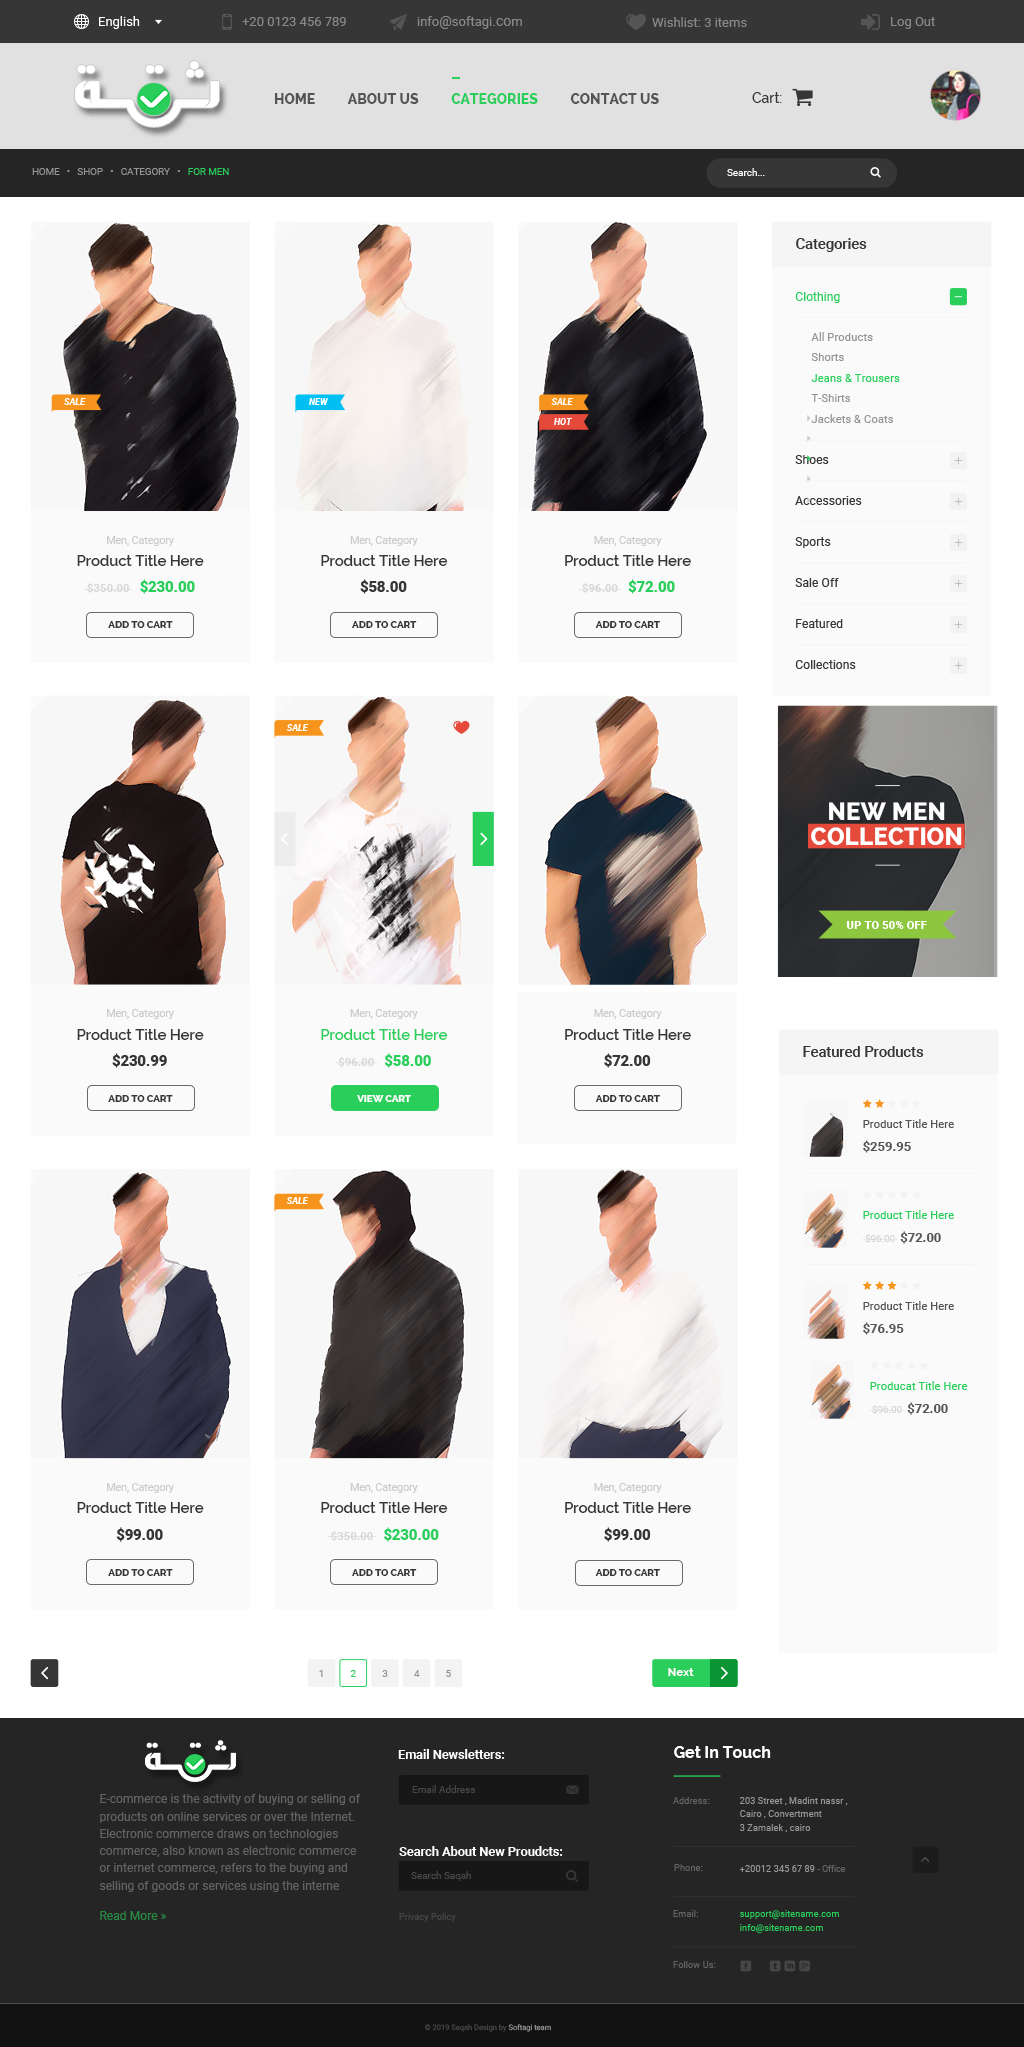 English
+20 0123 456 789
info@softagi.com
Wishlist: 3 items
Log Out
ثقة
HOME
ABOUT US
CATEGORIES
CONTACT US
Cart:
HOME • SHOP • CATEGORY • FOR MEN
Search...
SALE
NEW
SALE
HOT
Men, Category
Product Title Here
$350.00 $230.00
ADD TO CART
Men, Category
Product Title Here
$58.00
ADD TO CART
Men, Category
Product Title Here
$96.00 $72.00
ADD TO CART
Categories
Clothing
All Products
Shorts
Jeans & Trousers
T-Shirts
Jackets & Coats
Shoes
Accessories
Sports
Sale Off
Featured
Collections
SALE
Men, Category
Product Title Here
$230.99
ADD TO CART
Men, Category
Product Title Here
$96.00 $58.00
VIEW CART
Men, Category
Product Title Here
$72.00
ADD TO CART
NEW MEN
COLLECTION
UP TO 50% OFF
Featured Products
Product Title Here
$259.95
Product Title Here
$96.00 $72.00
Product Title Here
$76.95
Producat Title Here
$96.00 $72.00
SALE
Men, Category
Product Title Here
$99.00
ADD TO CART
Men, Category
Product Title Here
$350.00 $230.00
ADD TO CART
Men, Category
Product Title Here
$99.00
ADD TO CART
1 2 3 4 5
Next
ثقة
E-commerce is the activity of buying or selling of
products on online services or over the Internet.
Electronic commerce draws on technologies
commerce, also known as electronic commerce
or internet commerce, refers to the buying and
selling of goods or services using the interne
Read More »
Email Newsletters:
Email Address
Search About New Proudcts:
Search Saqah
Privacy Policy
Get In Touch
Address: 203 Street , Madint nassr ,
Cairo , Convertment
3 Zamalek , cairo
Phone: +20012 345 67 89 - Office
Email: support@sitename.com
info@sitename.com
Follow Us:
© 2019 Saqah Design by Softagi team